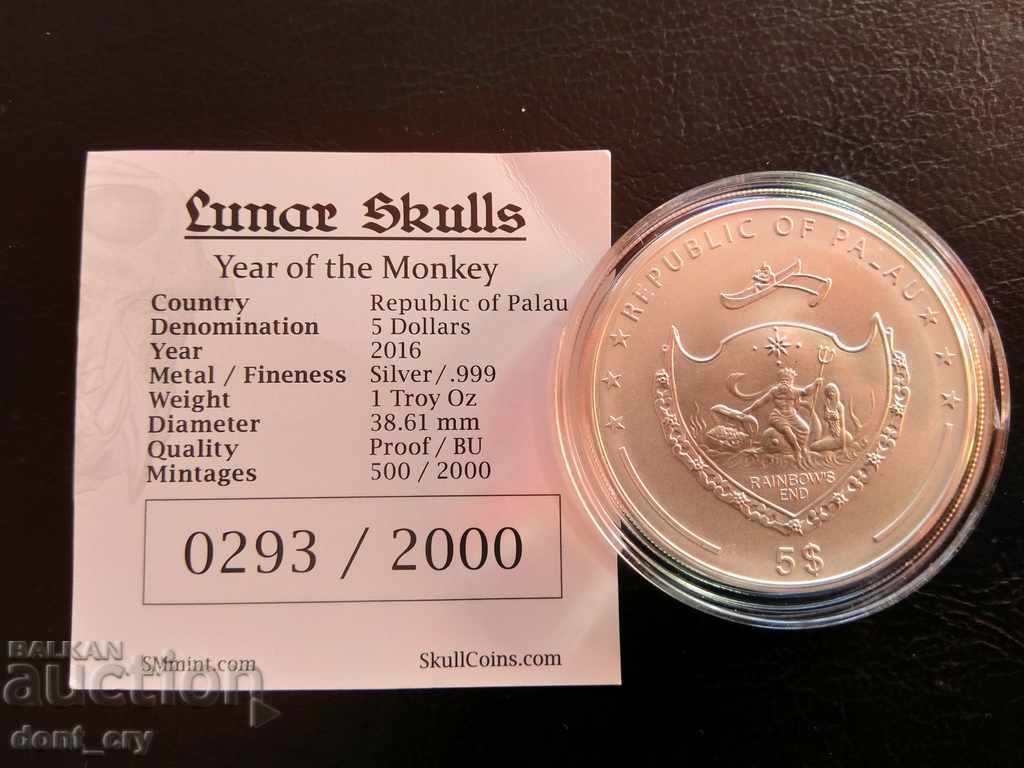 Lunar Skulls
Year of the Monkey
Country Republic of Palau
Denomination 5 Dollars
Year 2016
Metal / Fineness Silver/.999
Weight 1 Troy Oz
Diameter 38.61 mm
Quality Proof / BU
Mintages 500 / 2000
0293 / 2000
SMmint.com SkullCoins.com
REPUBLIC OF PALAU
RAINBOW'S
END
5$
BALKAN
auction
dont_cry